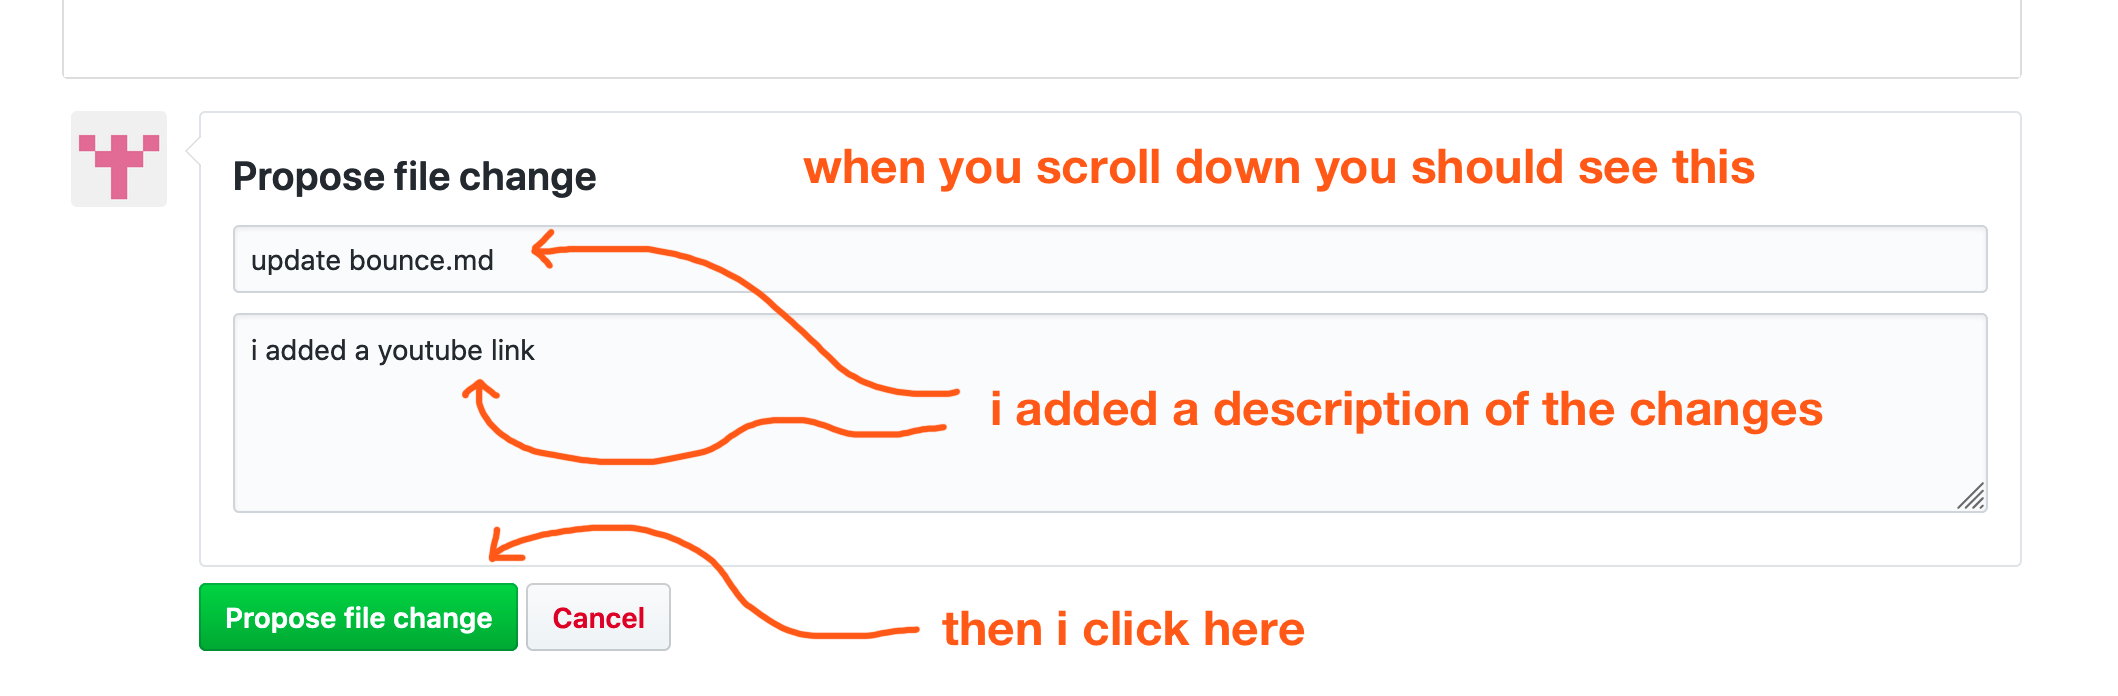 Propose file change
when you scroll down you should see this
update bounce.md
i added a youtube link
i added a description of the changes
Propose file change
Cancel
then i click here